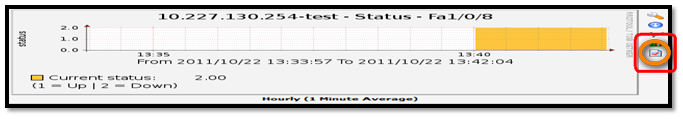 10.227.130.254-test - Status - Fa1/0/8
status
2.0
1.0
0.0
13:35
13:40
From 2011/10/22 13:33:57 To 2011/10/22 13:42:04
Current status: 2.00
(1 = Up | 2 = Down)
Hourly (1 Minute Average)